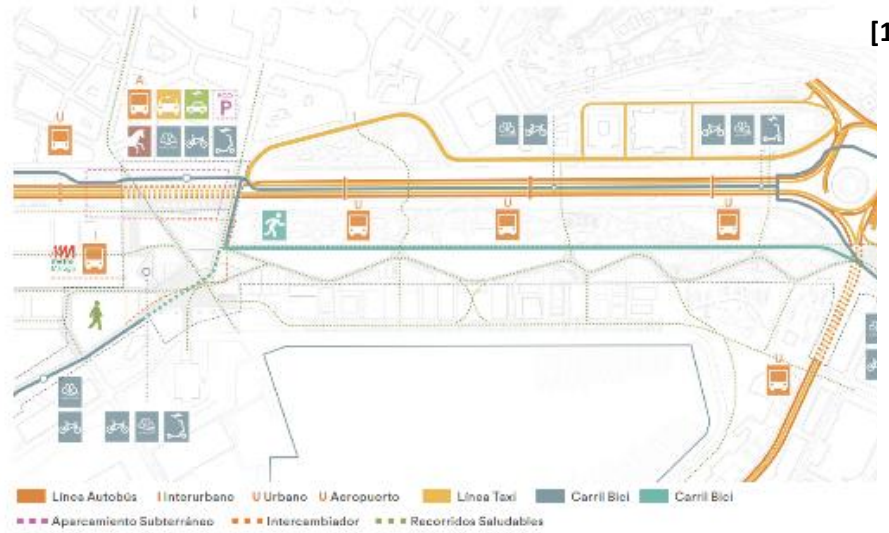 [1
A
P
U
U
U
U
I
U
Línea Autobús I Interurbano U Urbano U Aeropuerto Línea Taxi Carril Bici Carril Bici
Aparcamiento Subterráneo Intercambiador Recorridos Saludables